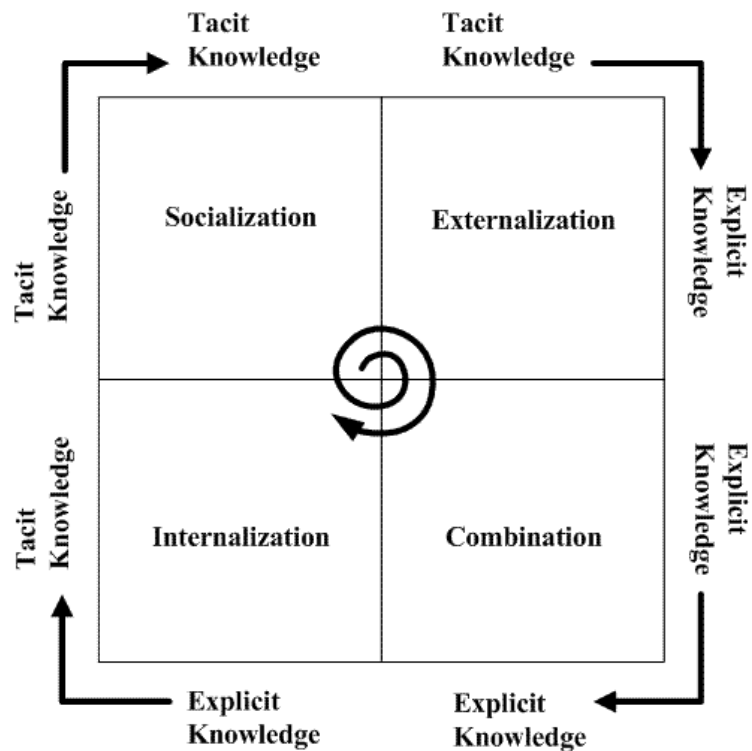 Tacit
Knowledge
Tacit
Knowledge
Tacit
Knowledge
Socialization
Externalization
Explicit
Knowledge
Tacit
Knowledge
Internalization
Combination
Explicit
Knowledge
Explicit
Knowledge
Explicit
Knowledge